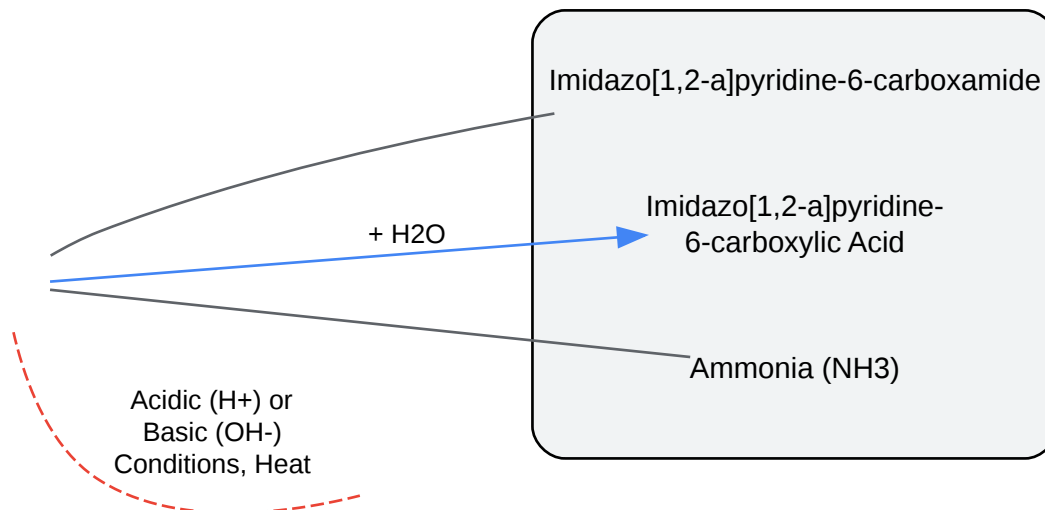 Imidazo[1,2-a]pyridine-6-carboxamide
Imidazo[1,2-a]pyridine-
6-carboxylic Acid
+ H2O
Ammonia (NH3)
Acidic (H+) or
Basic (OH-)
Conditions, Heat